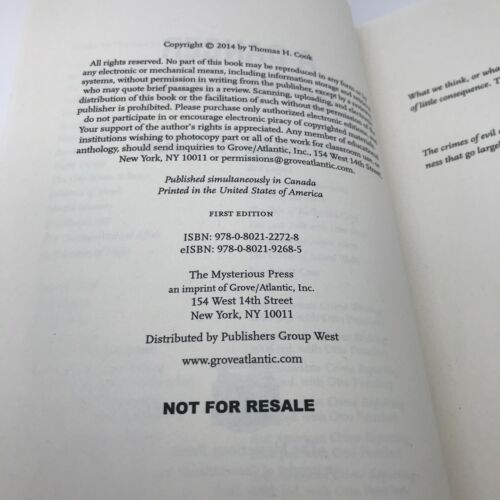 Copyright © 2014 by Thomas H. Cook
All rights reserved. No part of this book may be reproduced in any form or by
any electronic or mechanical means, including information storage and
systems, without permission in writing from the publisher, except by a
who may quote brief passages in a review. Scanning, uploading, and
distribution of this book or the facilitation of such without the permission of the
publisher is prohibited. Please purchase only authorized electronic editions, and
do not participate in or encourage electronic piracy of copyrighted
Your support of the author's rights is appreciated. Any member of educational
institutions wishing to photocopy part or all of the work for classroom use, or
anthology, should send inquiries to Grove/Atlantic, Inc., 154 West 14th Street,
New York, NY 10011 or permissions@groveatlantic.com.
Published simultaneously in Canada
Printed in the United States of America
FIRST EDITION
ISBN: 978-0-8021-2272-8
eISBN: 978-0-8021-9268-5
The Mysterious Press
an imprint of Grove/Atlantic, Inc.
154 West 14th Street
New York, NY 10011
Distributed by Publishers Group West
www.groveatlantic.com
NOT FOR RESALE
What we think, or wha
of little consequence. T
The crimes of evil
ness that go largel